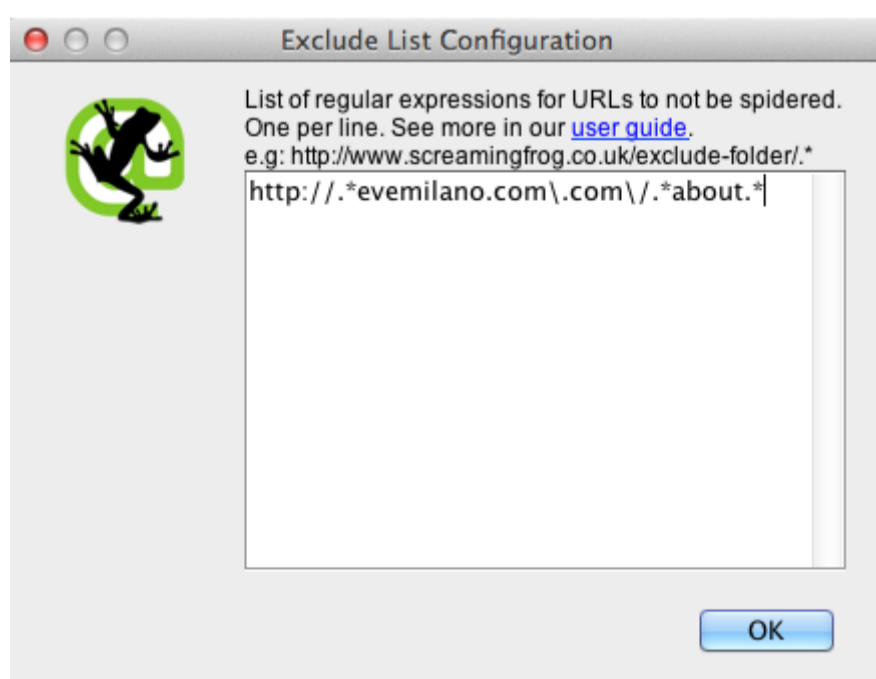 Exclude List Configuration
List of regular expressions for URLs to not be spidered.
One per line. See more in our user guide.
e.g: http://www.screamingfrog.co.uk/exclude-folder/.*
http://.*evemilano.com\.com\/.*about.*
OK